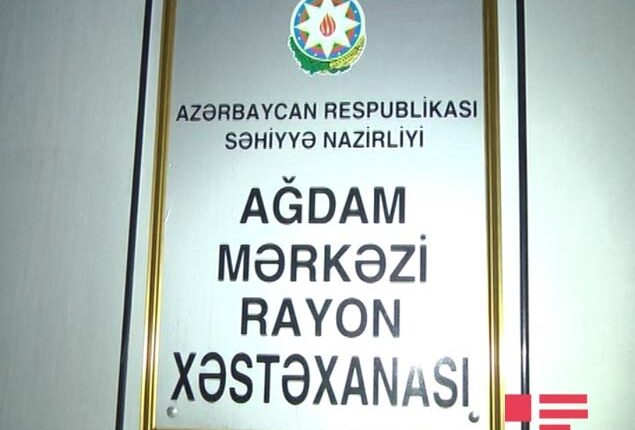 AZƏRBAYCAN RESPUBLİKASI
SƏHİYYƏ NAZİRLİYİ
AĞDAM
MƏRKƏZİ
RAYON
XƏSTƏXANASI